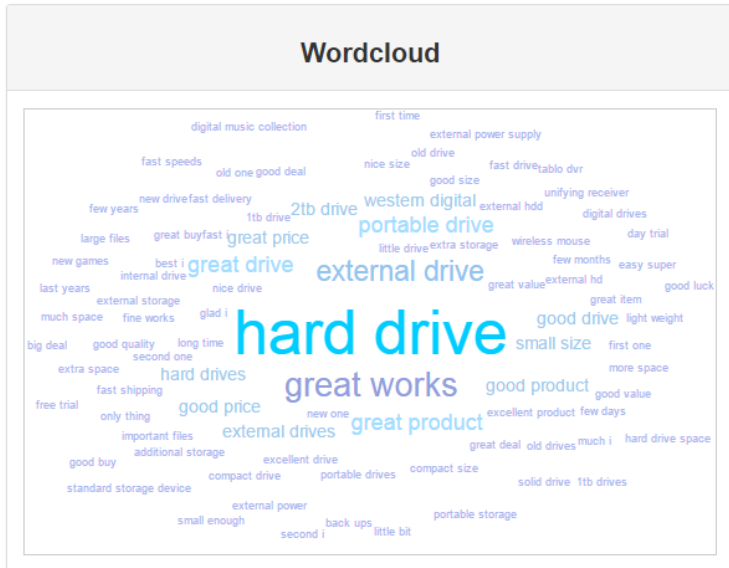 Wordcloud
first time
digital music collection
external power supply
old drive
fast speeds
nice size
fast drive
tablo dvr
old one
good deal
good size
unifying receiver
new drive
fast delivery
western digital
external hdd
few years
2tb drive
digital drives
1tb drive
portable drive
great buy
fast i
great price
day trial
large files
little drive
extra storage
wireless mouse
new games
best i
great drive
external drive
few months
easy super
internal drive
last years
nice drive
great value
external hd
good luck
external storage
great item
much space
fine works
glad i
hard drive
good drive
light weight
big deal
good quality
long time
small size
first one
second one
extra space
hard drives
more space
fast shipping
great works
good product
good value
free trial
good price
only thing
new one
excellent product
few days
important files
external drives
great product
great deal
old drives
much i
hard drive space
additional storage
good buy
excellent drive
compact drive
portable drives
compact size
standard storage device
solid drive
1tb drives
external power
small enough
back ups
portable storage
second i
little bit